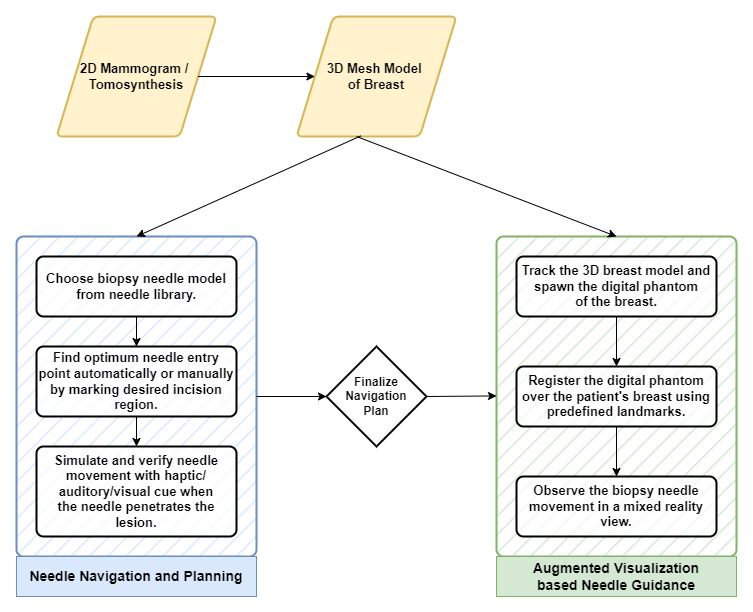 2D Mammogram /
Tomosynthesis
3D Mesh Model
of Breast
Choose biopsy needle model
from needle library.
Find optimum needle entry
point automatically or manually
by marking desired incision
region.
Simulate and verify needle
movement with haptic/
auditory/visual cue when
the needle penetrates the
lesion.
Needle Navigation and Planning
Finalize
Navigation
Plan
Track the 3D breast model and
spawn the digital phantom
of the breast.
Register the digital phantom
over the patient's breast using
predefined landmarks.
Observe the biopsy needle
movement in a mixed reality
view.
Augmented Visualization
based Needle Guidance